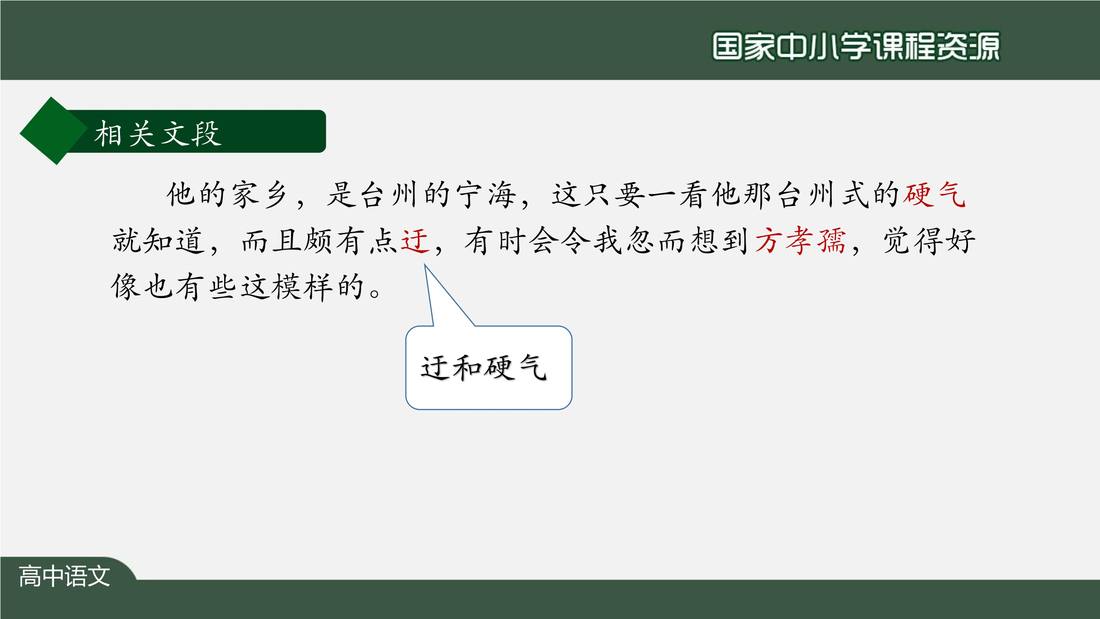 国家中小学课程资源
相关文段
他的家乡，是台州的宁海，这只要一看他那台州式的硬气
就知道，而且颇有点迂，有时会令我忽而想到方孝孺，觉得好
像也有些这模样的。
迂和硬气
高中语文